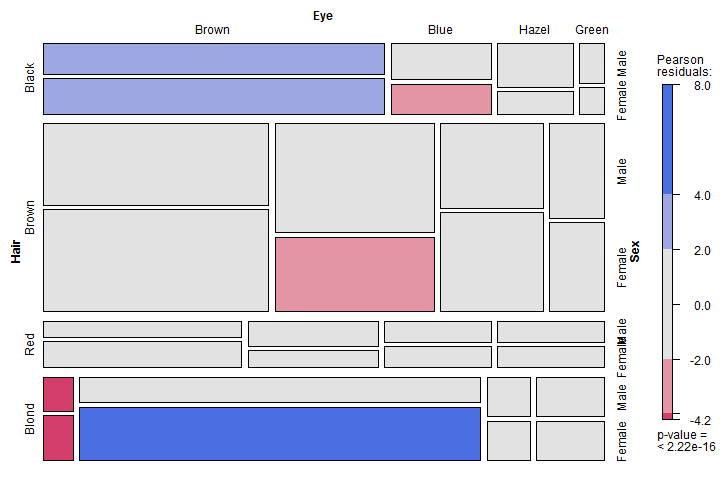 Eye
Brown Blue Hazel Green
Hair
Black
Brown
Red
Blond
Male
Female
Male
Female
Male
Female
Male
Female
Sex
Pearson
residuals:
8.0
4.0
2.0
0.0
-2.0
-4.2
p-value =
< 2.22e-16